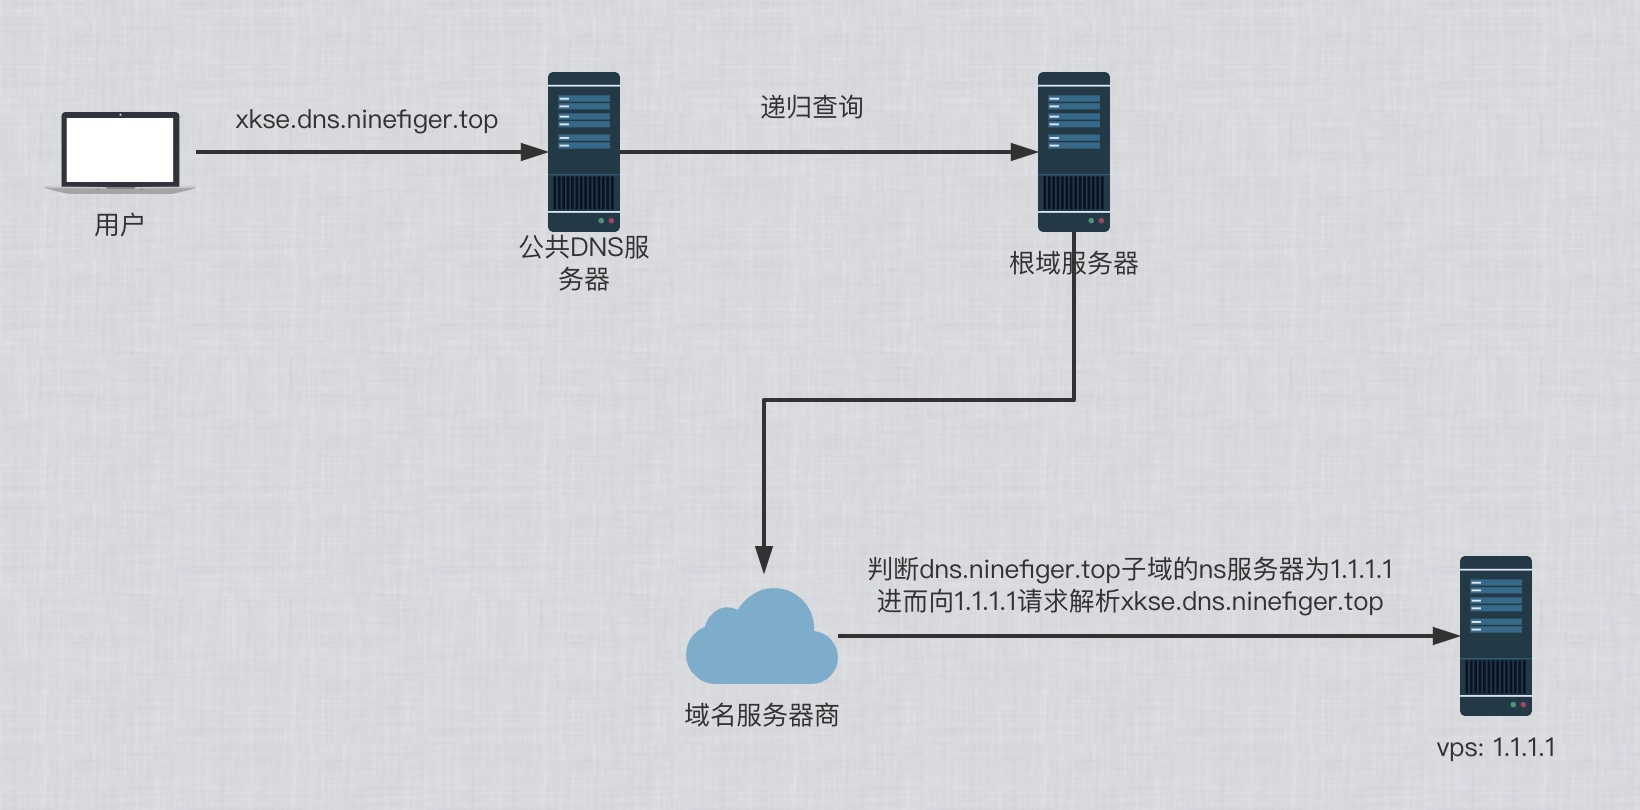 xkse.dns.ninefiger.top
递归查询
用户
公共DNS服
务器
根域服务器
判断dns.ninefiger.top子域的ns服务器为1.1.1.1
进而向1.1.1.1请求解析xkse.dns.ninefiger.top
域名服务器商
vps: 1.1.1.1